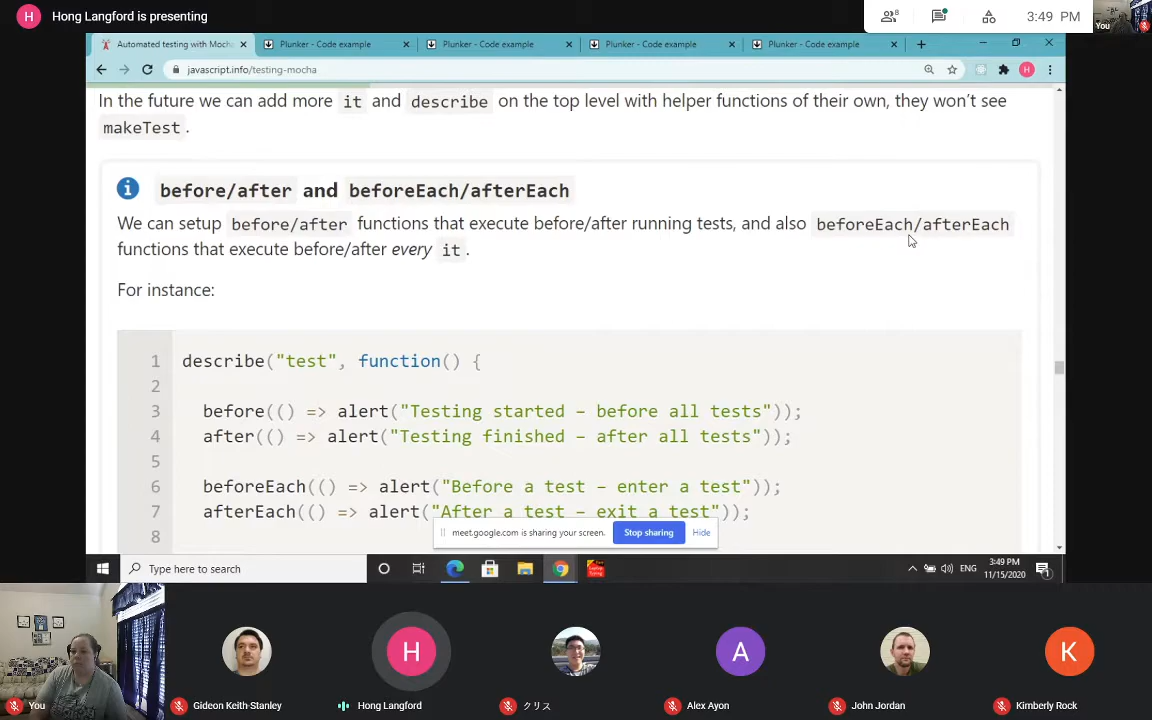 H Hong Langford is presenting
8
3:49 PM
You
Automated testing with Mocha
Plunker - Code example
Plunker - Code example
Plunker - Code example
Plunker - Code example
javascript.info/testing-mocha
H
In the future we can add more it and describe on the top level with helper functions of their own, they won't see
makeTest.
before/after and beforeEach/afterEach
We can setup before/after functions that execute before/after running tests, and also beforeEach/afterEach
functions that execute before/after every it.
For instance:
1 describe("test", function() {
2
3 before(() => alert("Testing started – before all tests"));
4 after(() => alert("Testing finished – after all tests"));
5
6 beforeEach(() => alert("Before a test – enter a test"));
7 afterEach(() => alert("After a test – exit a test"));
8
meet.google.com is sharing your screen.
Stop sharing
Hide
Type here to search
ENG
3:49 PM
11/15/2020
1
H
A
K
You
Gideon Keith-Stanley
Hong Langford
クリス
Alex Ayon
John Jordan
Kimberly Rock